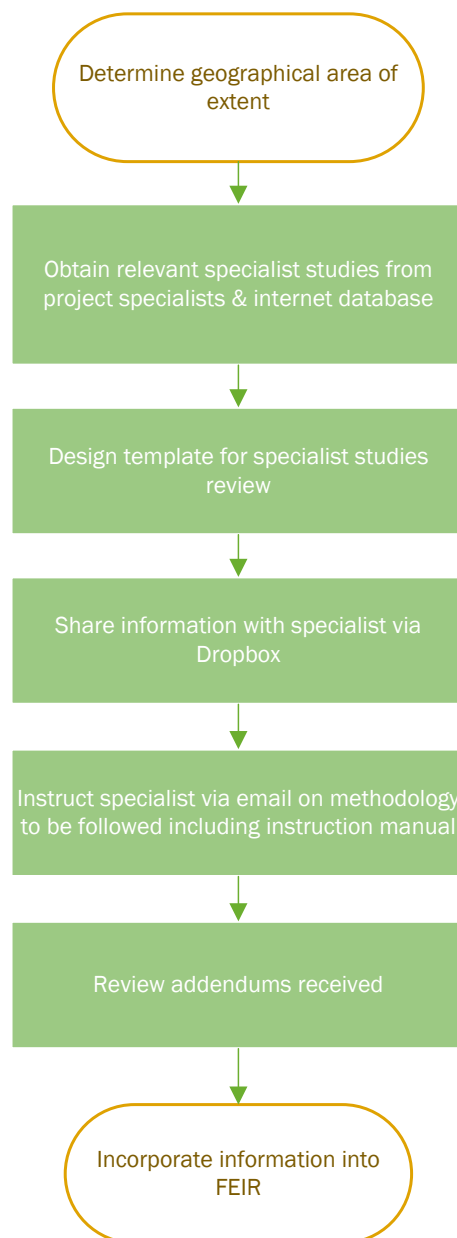 Determine geographical area of
extent
Obtain relevant specialist studies from
project specialists & internet database
Design template for specialist studies
review
Share information with specialist via
Dropbox
Instruct specialist via email on methodology
to be followed including instruction manual
Review addendums received
Incorporate information into
FEIR